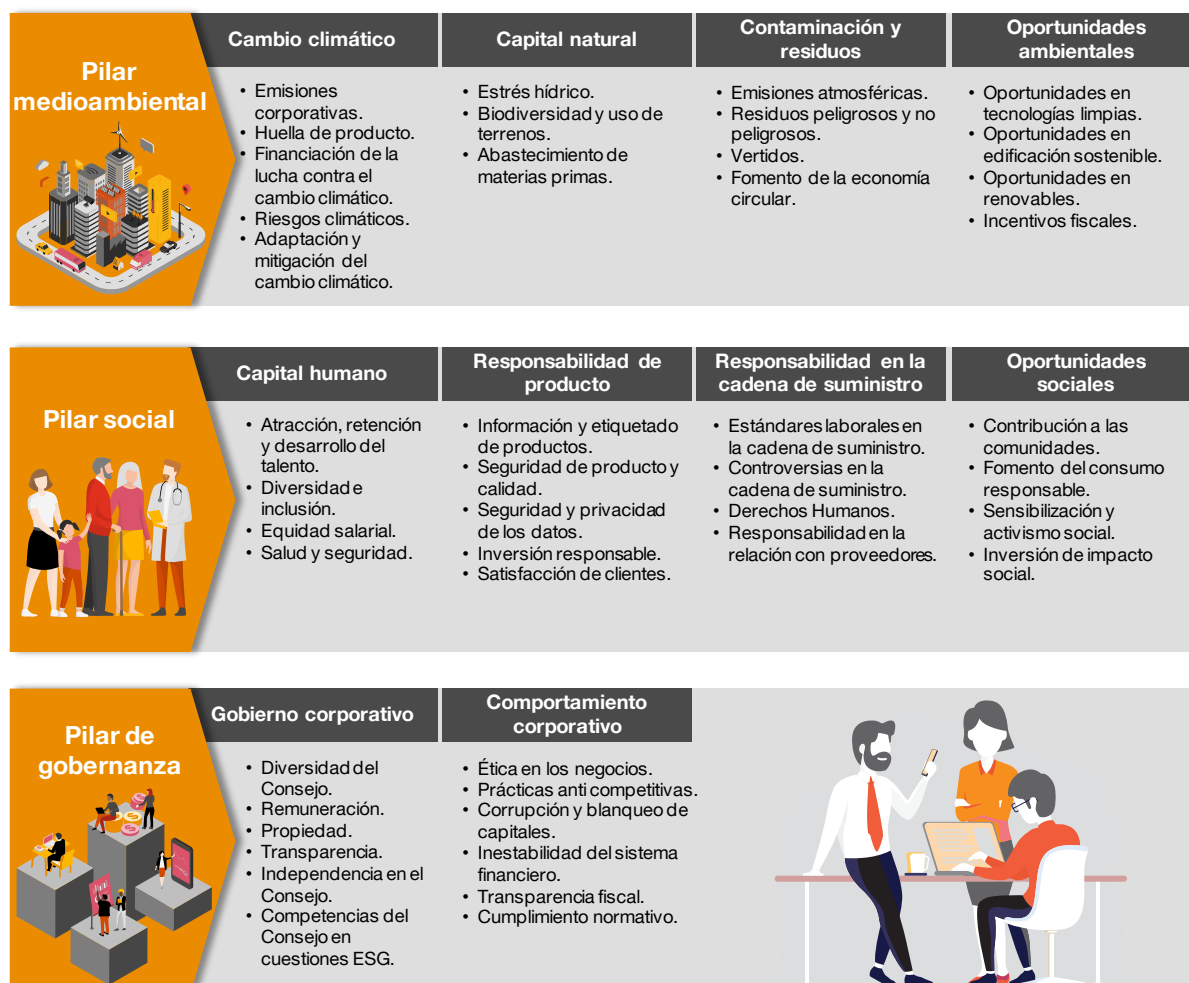 Pilar
medioambiental
Cambio climático
• Emisiones
corporativas.
• Huella de producto.
• Financiación de la
lucha contra el
cambio climático.
• Riesgos climáticos.
• Adaptación y
mitigación del
cambio climático.
Capital natural
• Estrés hídrico.
• Biodiversidad y uso de
terrenos.
• Abastecimiento de
materias primas.
Contaminación y
residuos
• Emisiones atmosféricas.
• Residuos peligrosos y no
peligrosos.
• Vertidos.
• Fomento de la economía
circular.
Oportunidades
ambientales
• Oportunidades en
tecnologías limpias.
• Oportunidades en
edificación sostenible.
• Oportunidades en
renovables.
• Incentivos fiscales.
Pilar social
Capital humano
• Atracción, retención
y desarrollo del
talento.
• Diversidad e
inclusión.
• Equidad salarial.
• Salud y seguridad.
Responsabilidad de
producto
• Información y etiquetado
de productos.
• Seguridad de producto y
calidad.
• Seguridad y privacidad
de los datos.
• Inversión responsable.
• Satisfacción de clientes.
Responsabilidad en la
cadena de suministro
• Estándares laborales en
la cadena de suministro.
• Controversias en la
cadena de suministro.
• Derechos Humanos.
• Responsabilidad en la
relación con proveedores.
Oportunidades
sociales
• Contribución a las
comunidades.
• Fomento del consumo
responsable.
• Sensibilización y
activismo social.
• Inversión de impacto
social.
Pilar de
gobernanza
Gobierno corporativo
• Diversidad del
Consejo.
• Remuneración.
• Propiedad.
• Transparencia.
• Independencia en el
Consejo.
• Competencias del
Consejo en
cuestiones ESG.
Comportamiento
corporativo
• Ética en los negocios.
• Prácticas anti competitivas.
• Corrupción y blanqueo de
capitales.
• Inestabilidad del sistema
financiero.
• Transparencia fiscal.
• Cumplimiento normativo.